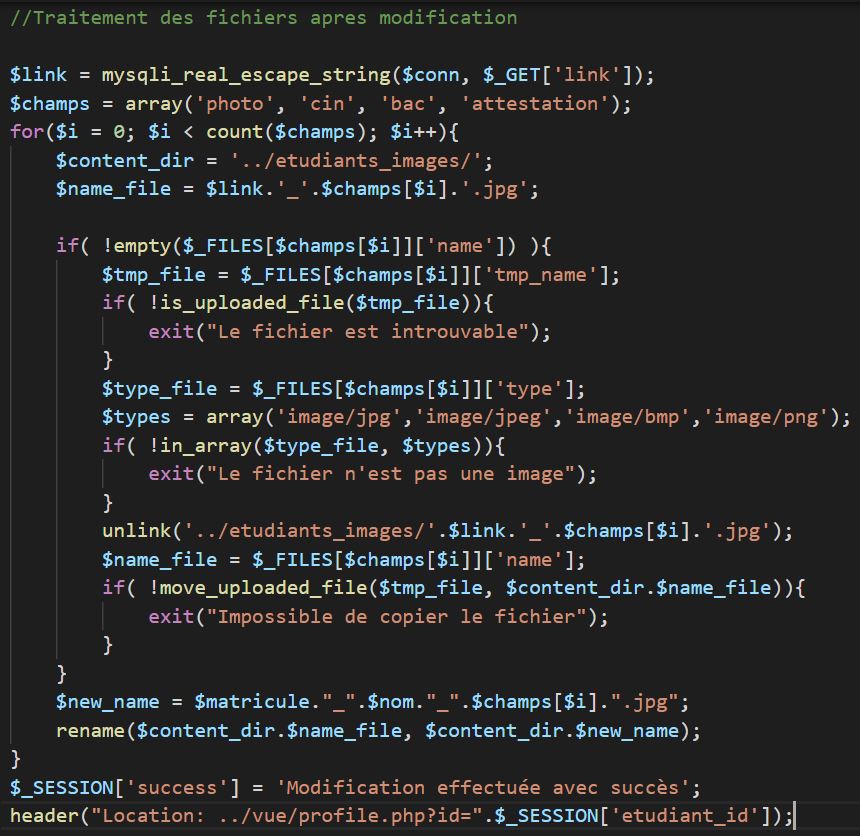 //Traitement des fichiers apres modification
$link = mysqli_real_escape_string($conn, $_GET['link']);
$champs = array('photo', 'cin', 'bac', 'attestation');
for($i = 0; $i < count($champs); $i++){
    $content_dir = '../etudiants_images/';
    $name_file = $link.'_'.$champs[$i].'.jpg';
    if( !empty($_FILES[$champs[$i]]['name']) ){
        $tmp_file = $_FILES[$champs[$i]]['tmp_name'];
        if( !is_uploaded_file($tmp_file)){
            exit("Le fichier est introuvable");
        }
        $type_file = $_FILES[$champs[$i]]['type'];
        $types = array('image/jpg','image/jpeg','image/bmp','image/png');
        if( !in_array($type_file, $types)){
            exit("Le fichier n'est pas une image");
        }
        unlink('../etudiants_images/'.$link.'_'.$champs[$i].'.jpg');
        $name_file = $_FILES[$champs[$i]]['name'];
        if( !move_uploaded_file($tmp_file, $content_dir.$name_file)){
            exit("Impossible de copier le fichier");
        }
    }
    $new_name = $matricule."_".$nom."_".$champs[$i].".jpg";
    rename($content_dir.$name_file, $content_dir.$new_name);
}
$_SESSION['success'] = 'Modification effectuée avec succès';
header("Location: ../vue/profile.php?id=".$_SESSION['etudiant_id']);